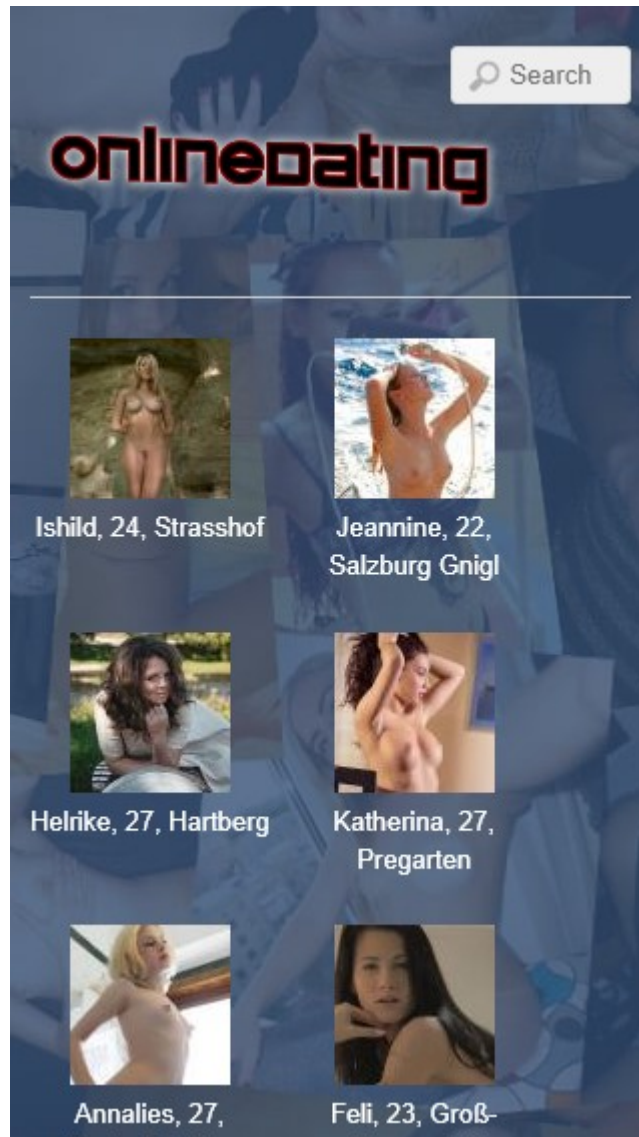 Search
onlineDating
Ishild, 24, Strasshof
Jeannine, 22,
Salzburg Gnigl
Helrike, 27, Hartberg
Katherina, 27,
Pregarten
Annalies, 27,
Feli, 23, Groß-